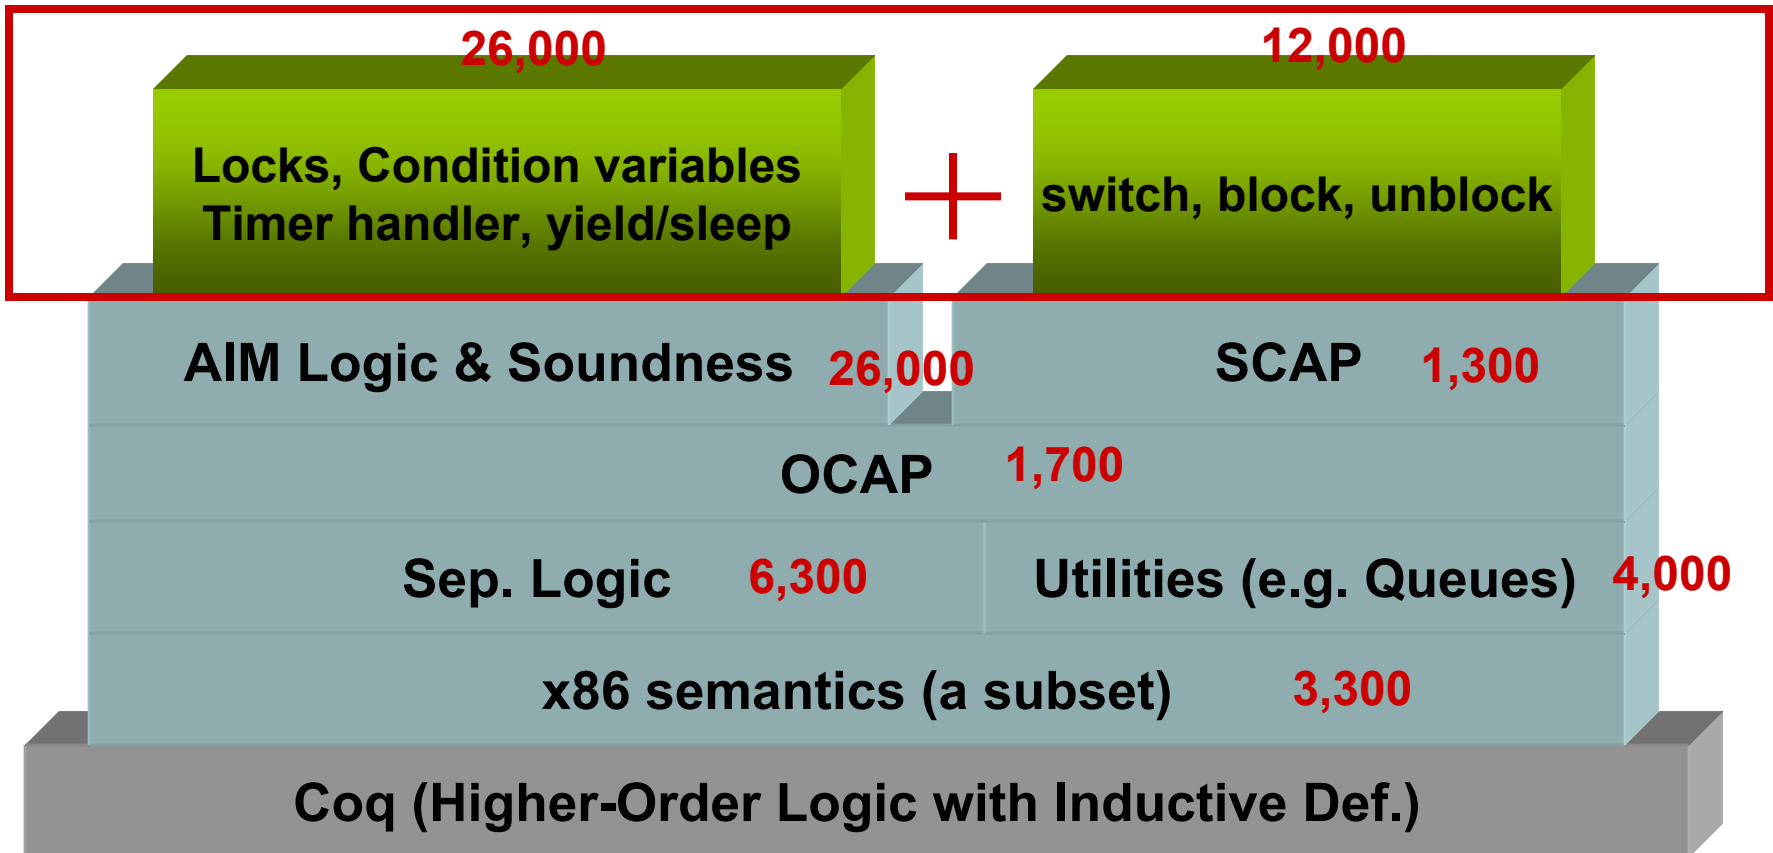 26,000
12,000
Locks, Condition variables
Timer handler, yield/sleep
+
switch, block, unblock
AIM Logic & Soundness 26,000
SCAP 1,300
OCAP 1,700
Sep. Logic 6,300
Utilities (e.g. Queues) 4,000
x86 semantics (a subset) 3,300
Coq (Higher-Order Logic with Inductive Def.)